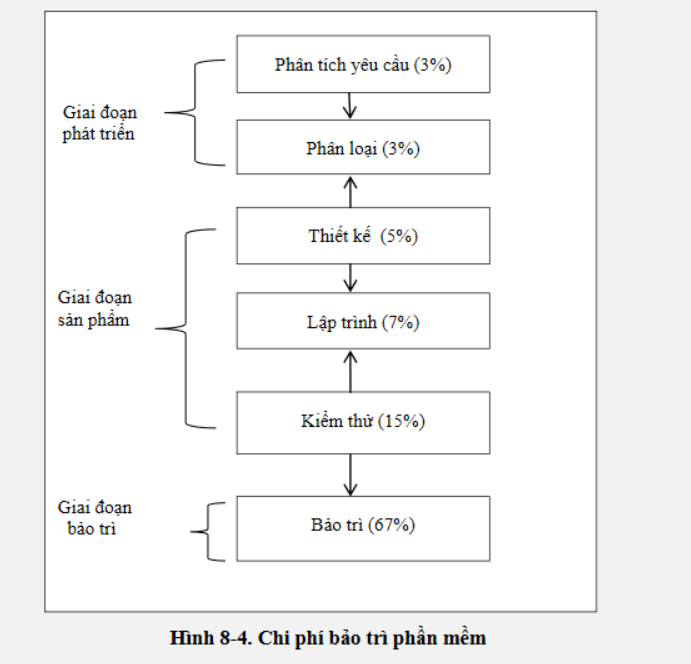 Phân tích yêu cầu (3%)
Giai đoạn
phát triển
Phân loại (3%)
Thiết kế (5%)
Giai đoạn
sản phẩm
Lập trình (7%)
Kiểm thử (15%)
Giai đoạn
bảo trì
Bảo trì (67%)
Hình 8-4. Chi phí bảo trì phần mềm